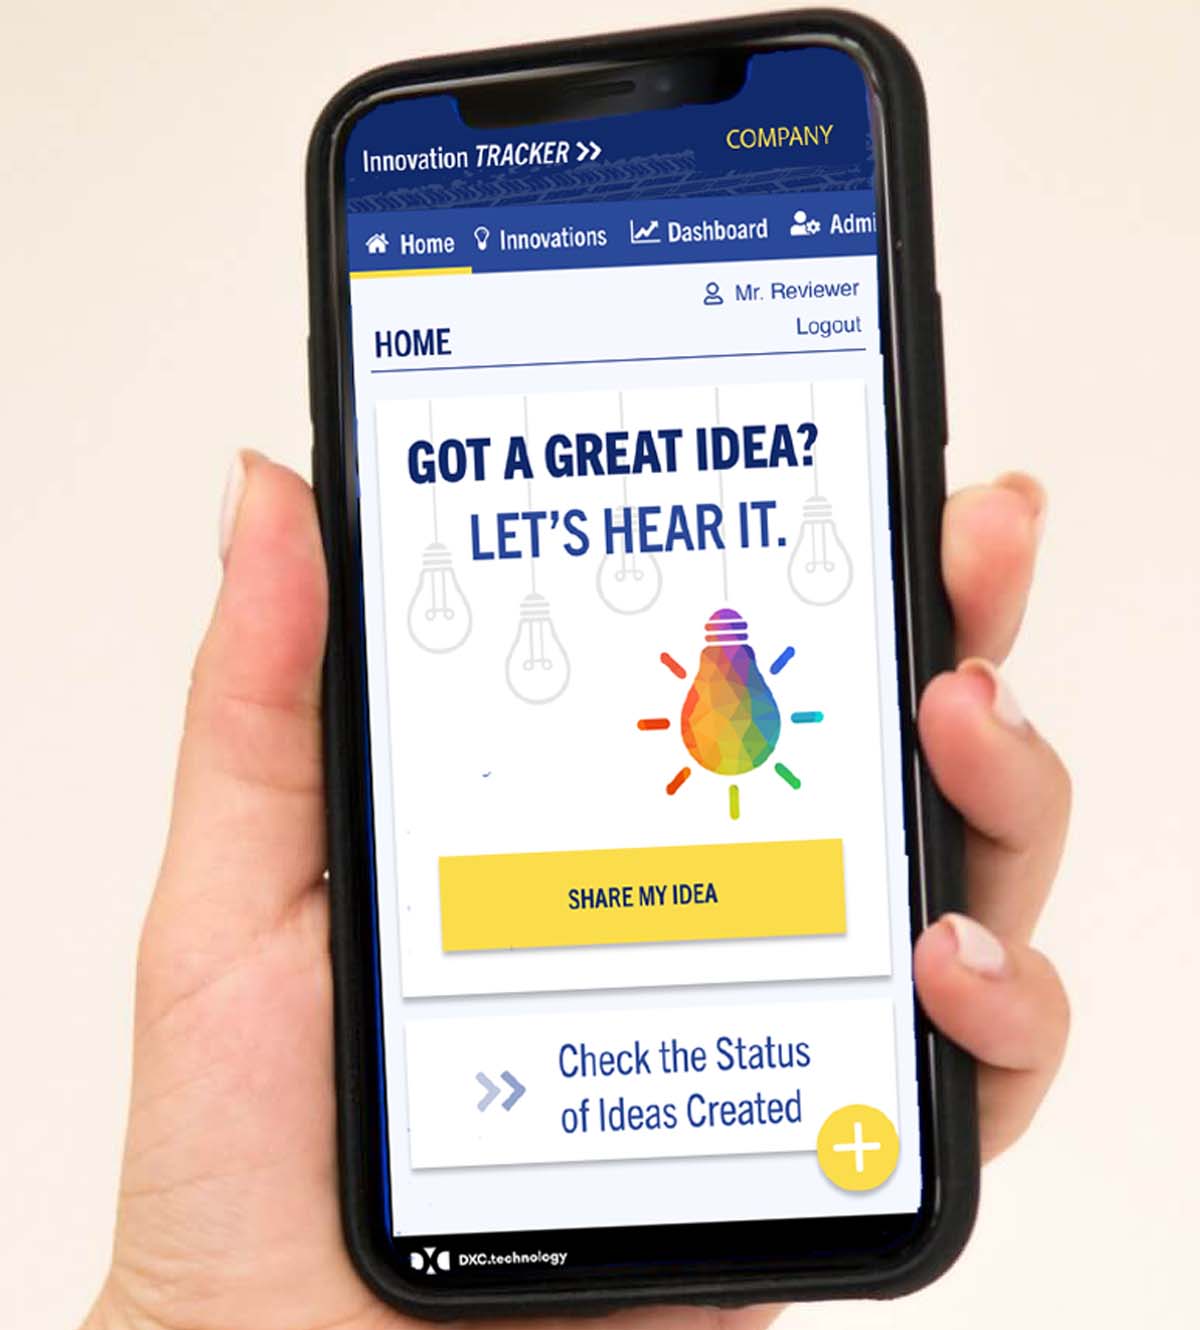 Innovation TRACKER
COMPANY
Home Innovations Dashboard Admi
Mr. Reviewer
Logout
HOME
GOT A GREAT IDEA?
LET'S HEAR IT.
SHARE MY IDEA
Check the Status
of Ideas Created
DXC.technology